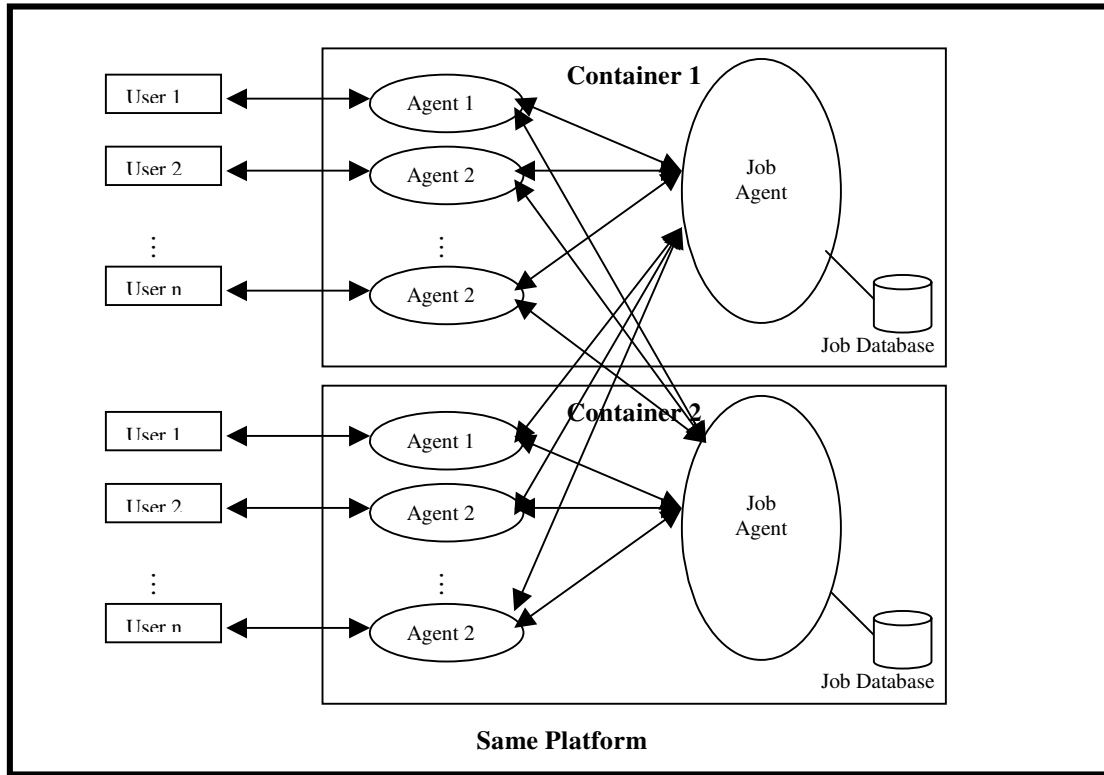 Container 1
User 1
Agent 1
User 2
Agent 2
Job
Agent
⋮
⋮
User n
Agent 2
Job Database
Container 2
User 1
Agent 1
User 2
Agent 2
Job
Agent
⋮
⋮
User n
Agent 2
Job Database
Same Platform